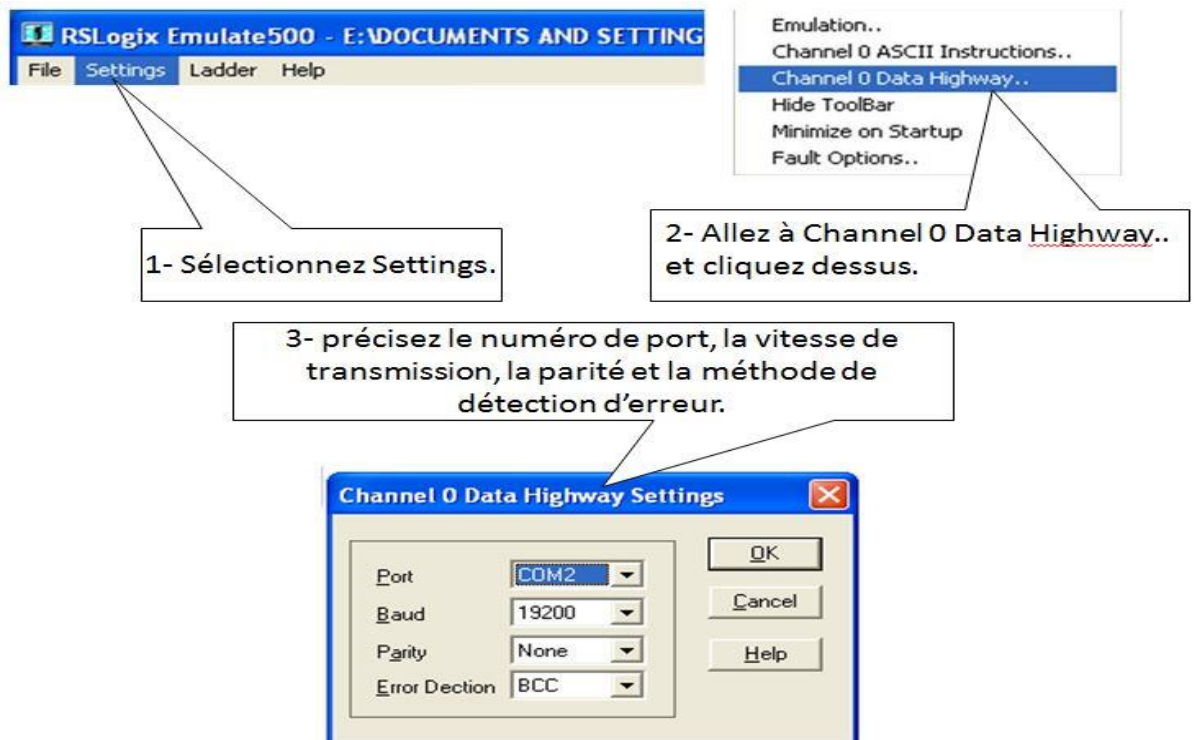 RSLogix Emulate500 - E:\DOCUMENTS AND SETTING
File Settings Ladder Help
Emulation..
Channel 0 ASCII Instructions..
Channel 0 Data Highway..
Hide ToolBar
Minimize on Startup
Fault Options..
1- Sélectionnez Settings.
2- Allez à Channel 0 Data Highway..
et cliquez dessus.
3- précisez le numéro de port, la vitesse de
transmission, la parité et la méthode de
détection d'erreur.
Channel 0 Data Highway Settings
Port COM2
Baud 19200
Parity None
Error Dection BCC
OK
Cancel
Help